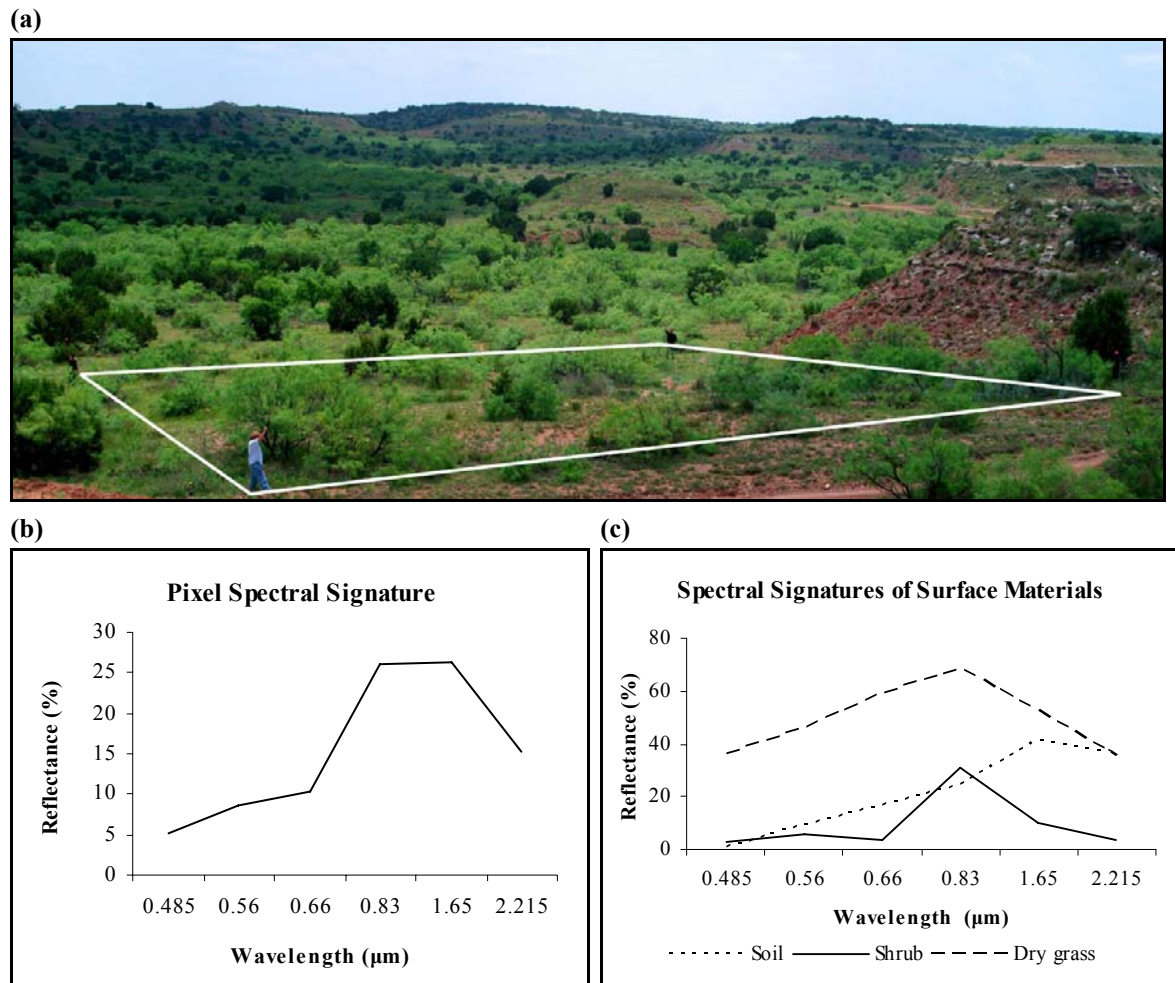 (a)
(b)
(c)
Pixel Spectral Signature
30
25
20
15
10
5
0
Reflectance (%)
0.485 0.56 0.66 0.83 1.65 2.215
Wavelength (μm)
Spectral Signatures of Surface Materials
80
60
40
20
0
Reflectance (%)
0.485 0.56 0.66 0.83 1.65 2.215
Wavelength (μm)
Soil Shrub Dry grass